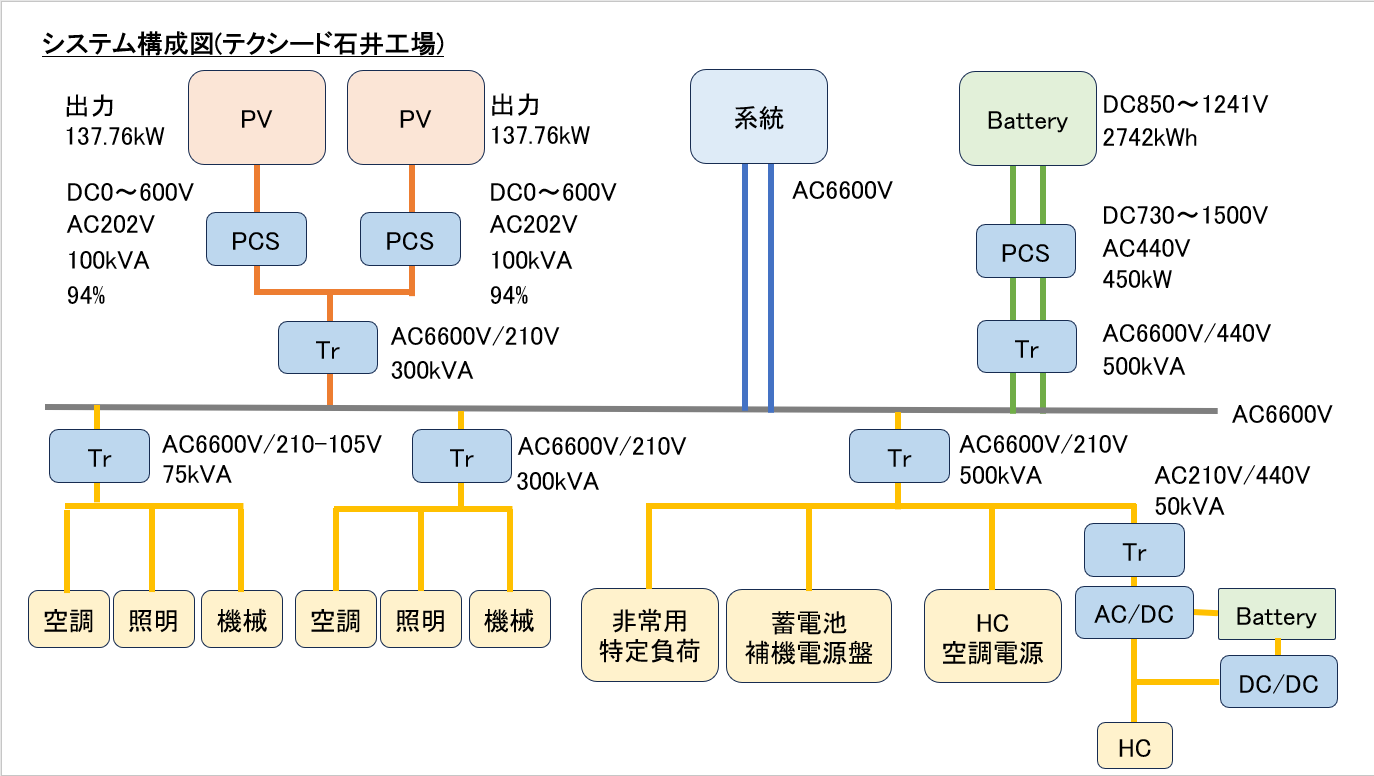 システム構成図(テクシード石井工場)
出力
137.76kW
PV
PV
出力
137.76kW
系統
Battery
DC850～1241V
2742kWh
DC0～600V
AC202V
100kVA
94%
PCS
PCS
DC0～600V
AC202V
100kVA
94%
AC6600V
PCS
DC730～1500V
AC440V
450kW
Tr
AC6600V/210V
300kVA
Tr
AC6600V/440V
500kVA
AC6600V
Tr
AC6600V/210-105V
75kVA
Tr
AC6600V/210V
300kVA
Tr
AC6600V/210V
500kVA
AC210V/440V
50kVA
Tr
空調
照明
機械
空調
照明
機械
非常用
特定負荷
蓄電池
補機電源盤
HC
空調電源
AC/DC
Battery
DC/DC
HC